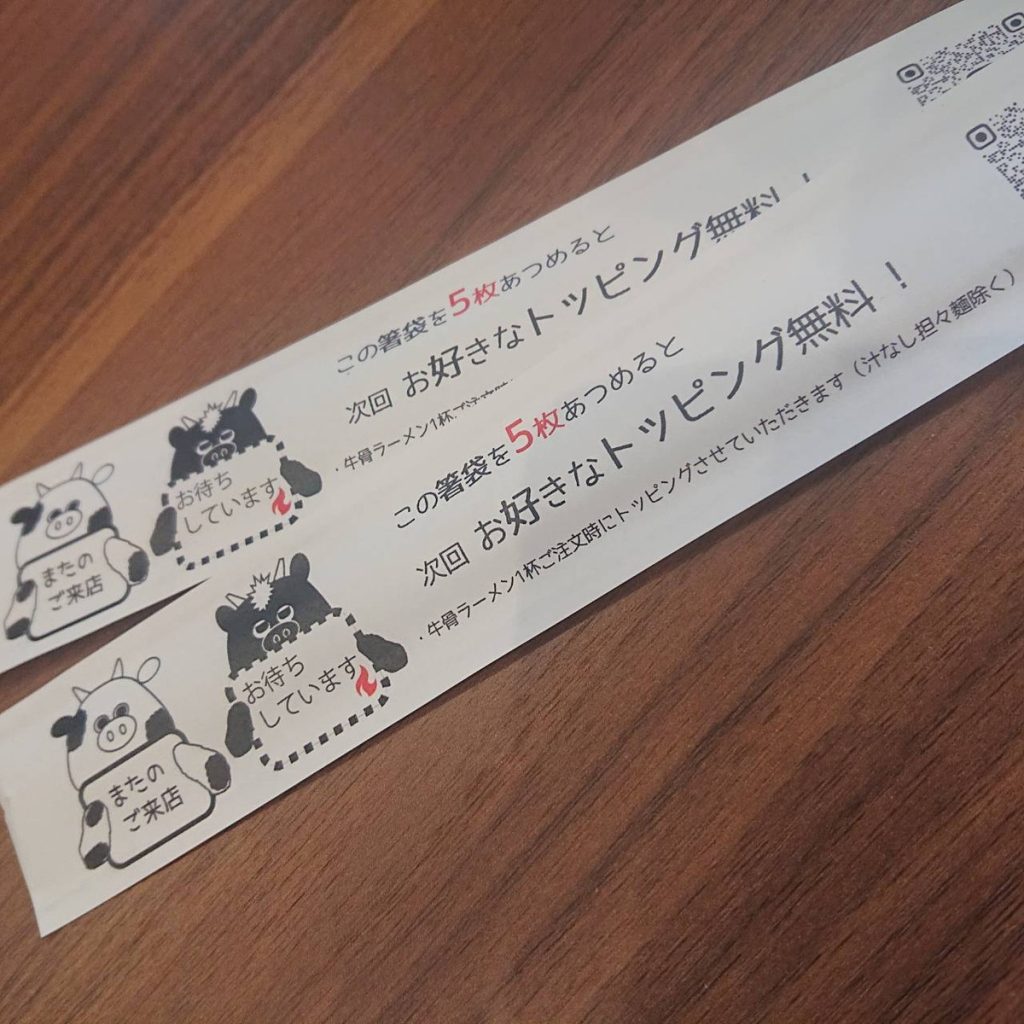 この箸袋を5枚あつめると
次回 お好きなトッピング無料！
・牛骨ラーメン1杯ご注文
お待ち
しています
またの
ご来店
この箸袋を5枚あつめると
次回 お好きなトッピング無料！
・牛骨ラーメン1杯ご注文時にトッピングさせていただきます（汁なし担々麺除く）
お待ち
しています
またの
ご来店